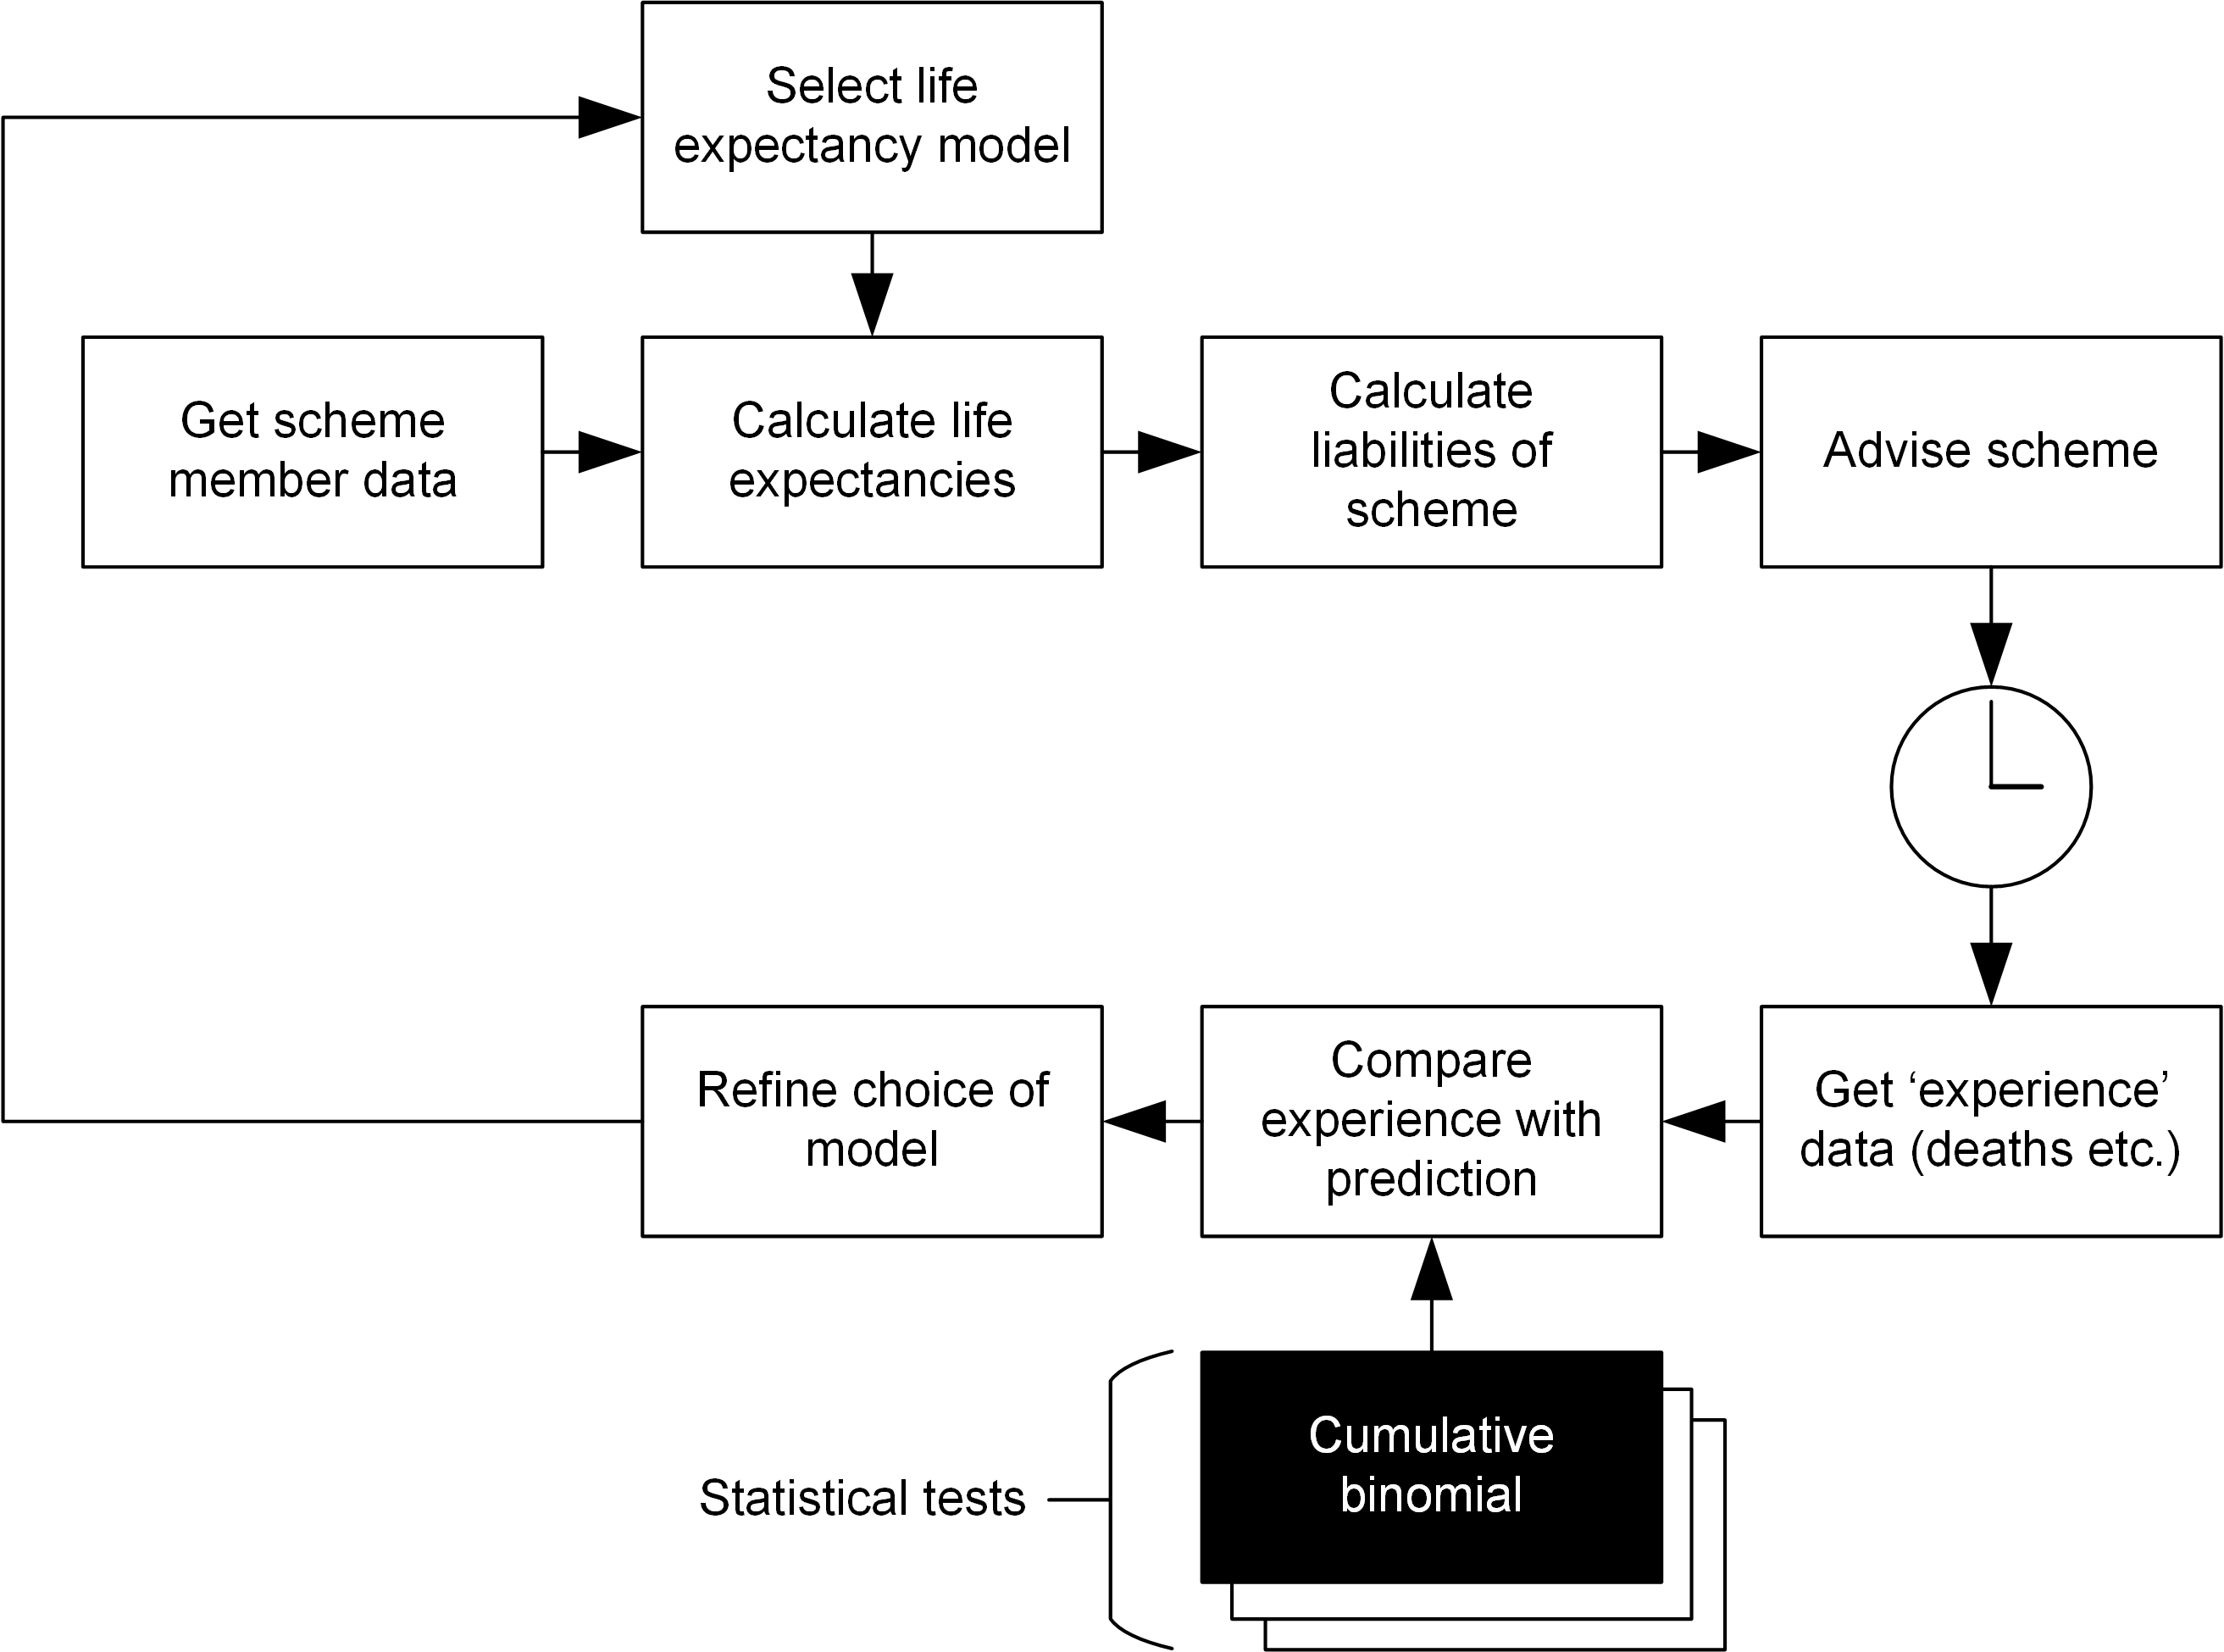 Select life
expectancy model
Get scheme
member data
Calculate life
expectancies
Calculate
liabilities of
scheme
Advise scheme
Refine choice of
model
Compare
experience with
prediction
Get ‘experience’
data (deaths etc.)
Statistical tests
Cumulative
binomial